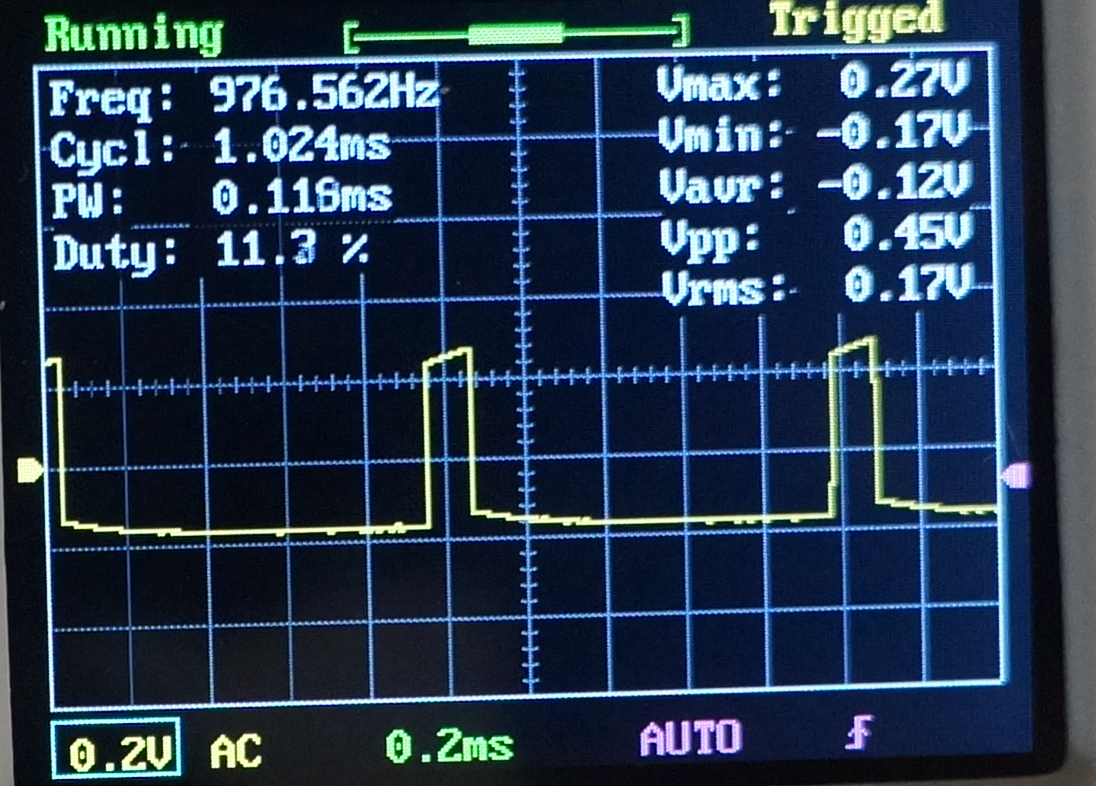 Running
Trigged
Freq: 976.562Hz
Cycl: 1.024ms
PW: 0.116ms
Duty: 11.3 %
Vmax: 0.27V
Vmin: -0.17V
Vavr: -0.12V
Vpp: 0.45V
Vrms: 0.17V
0.2V AC 0.2ms AUTO